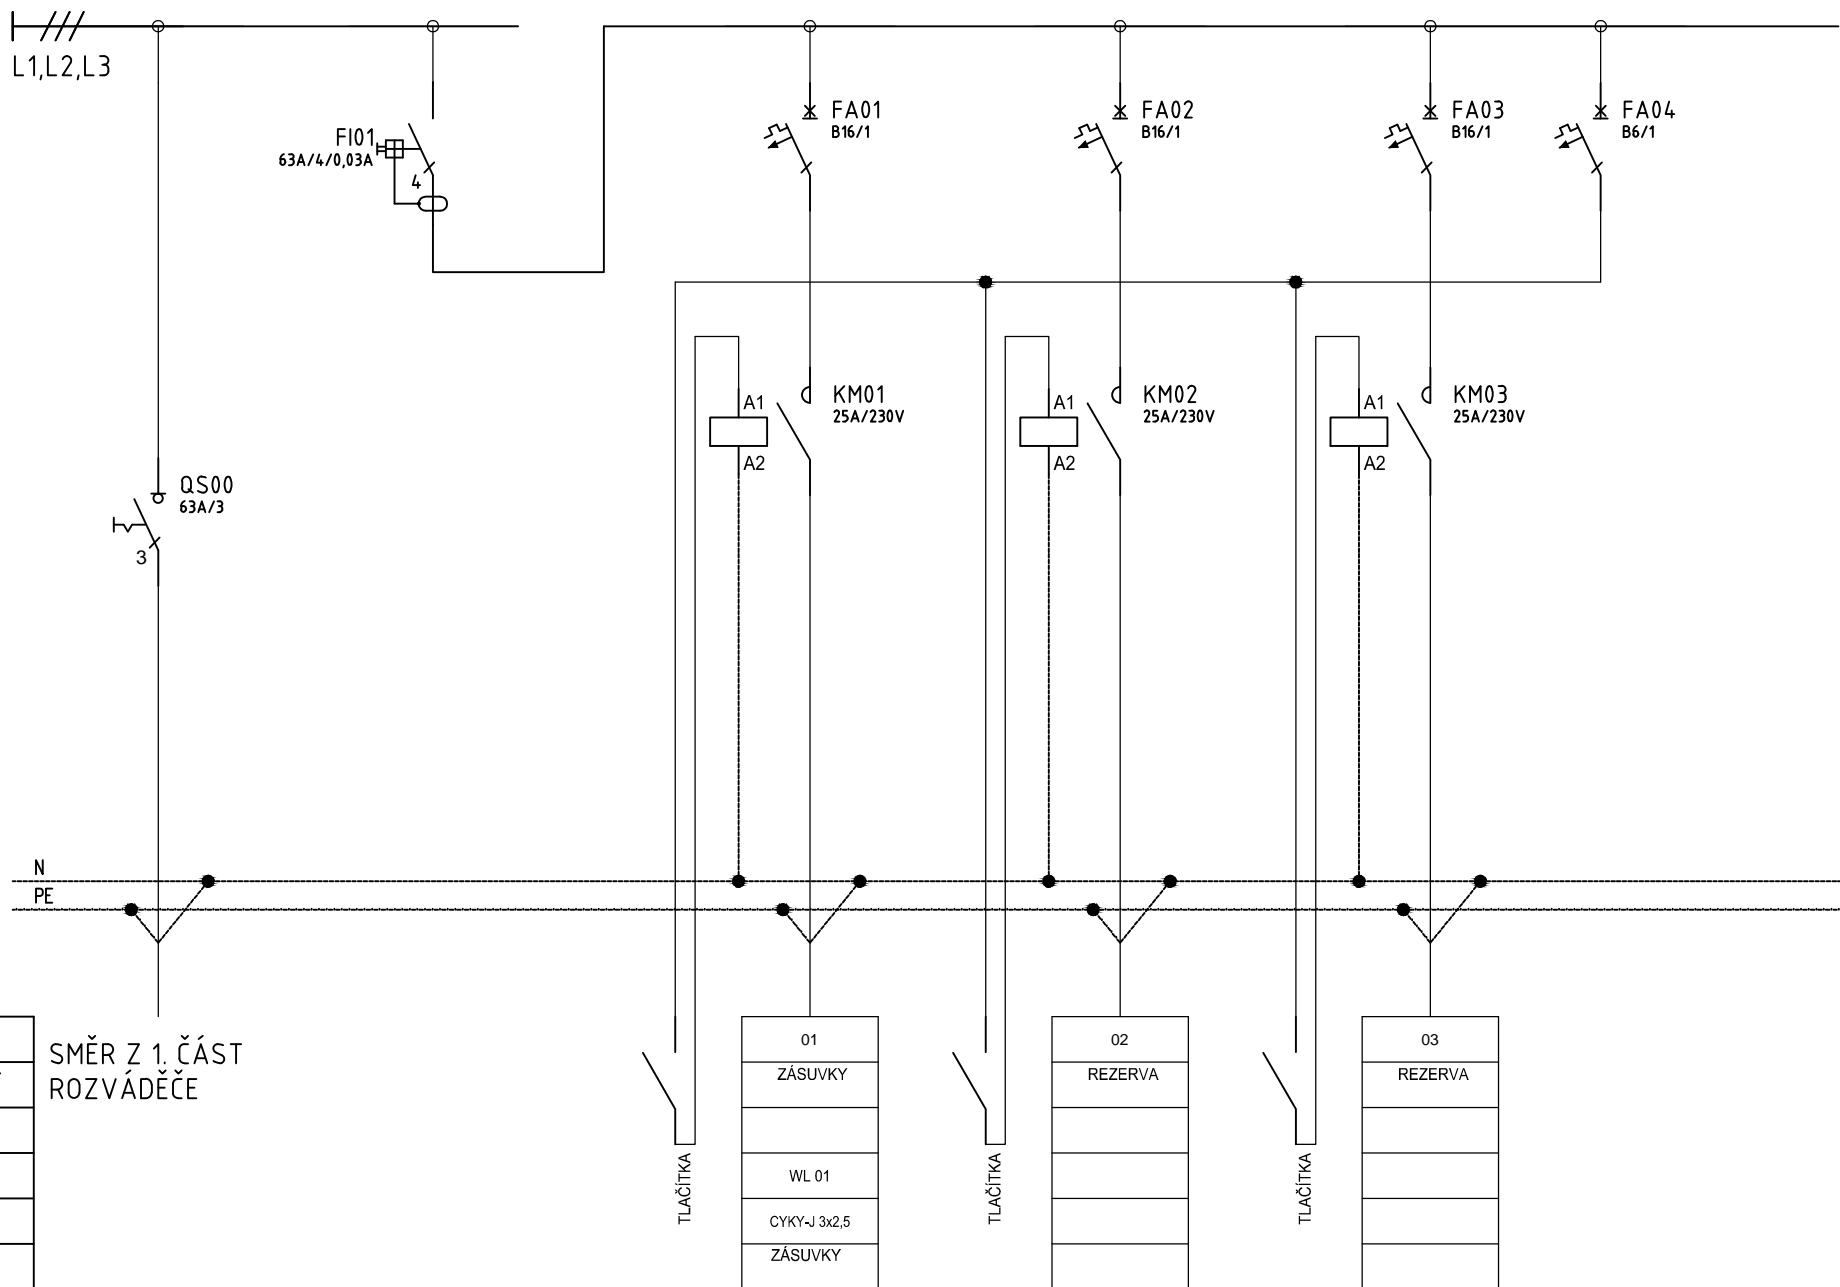 L1,L2,L3
FI01
63A/4/0,03A
4
FA01
B16/1
FA02
B16/1
FA03
B16/1
FA04
B6/1
A1
A2
KM01
25A/230V
A1
A2
KM02
25A/230V
A1
A2
KM03
25A/230V
QS00
63A/3
3
N
PE
SMĚR Z 1. ČÁST
ROZVÁDĚČE
TLAČÍTKA
01
ZÁSUVKY
WL 01
CYKY-J 3x2,5
ZÁSUVKY
TLAČÍTKA
02
REZERVA
TLAČÍTKA
03
REZERVA